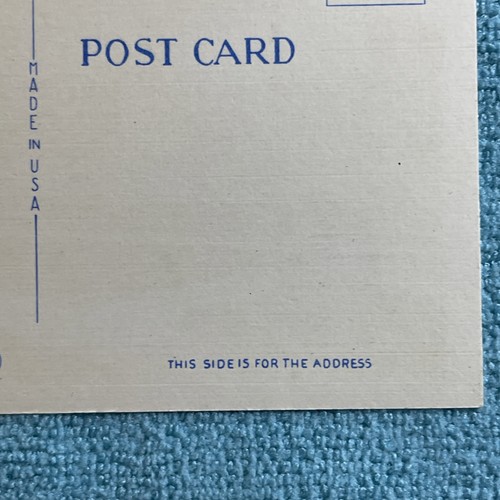 POST CARD
MADE IN USA
THIS SIDE IS FOR THE ADDRESS